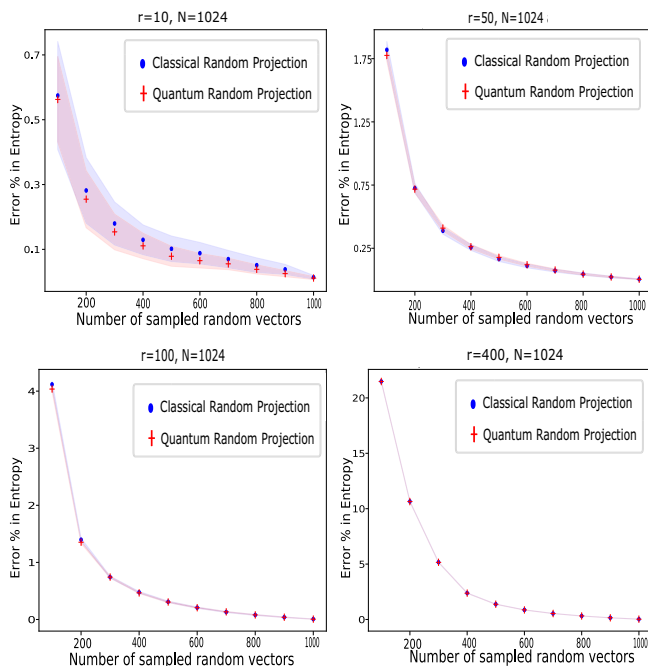 r=10, N=1024
Error % in Entropy
0.7
0.5
0.3
0.1
Classical Random Projection
Quantum Random Projection
200
400
600
800
1000
Number of sampled random vectors
r=50, N=1024
Error % in Entropy
1.75
1.25
0.75
0.25
Classical Random Projection
Quantum Random Projection
200
400
600
800
1000
Number of sampled random vectors
r=100, N=1024
Error % in Entropy
4
3
2
1
0
Classical Random Projection
Quantum Random Projection
200
400
600
800
1000
Number of sampled random vectors
r=400, N=1024
Error % in Entropy
20
15
10
5
0
Classical Random Projection
Quantum Random Projection
200
400
600
800
1000
Number of sampled random vectors